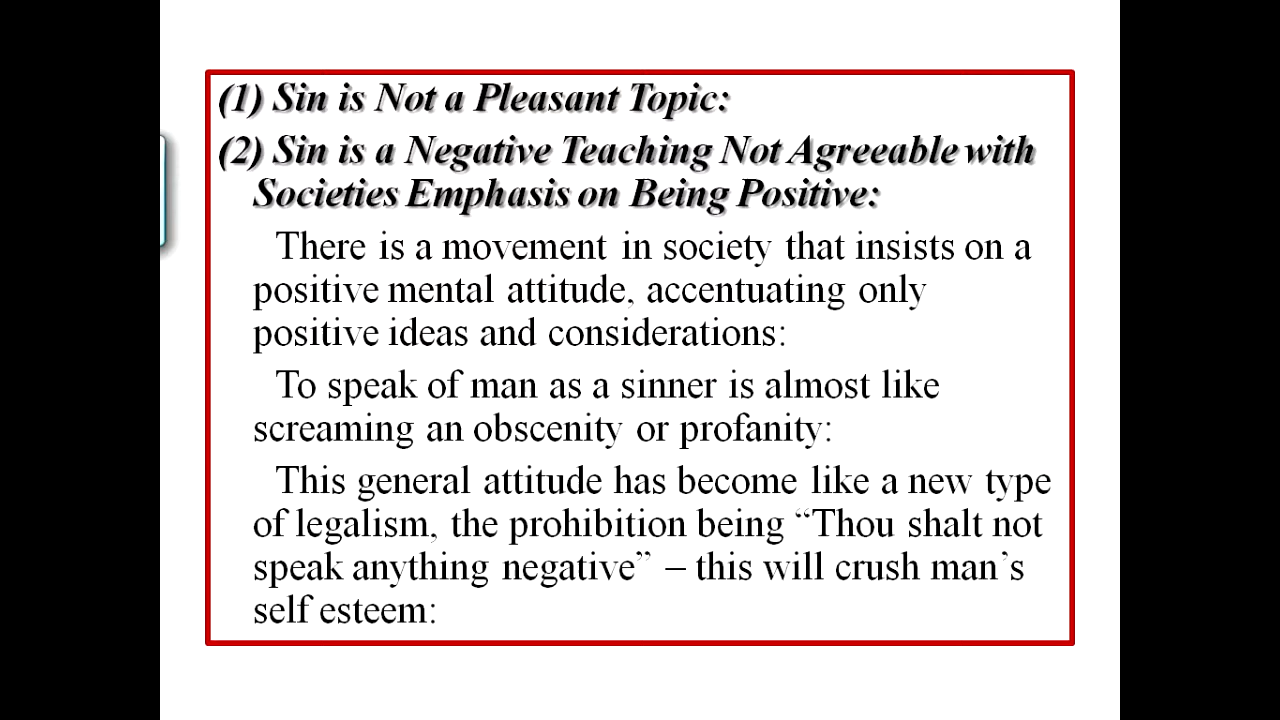 (1) Sin is Not a Pleasant Topic:
(2) Sin is a Negative Teaching Not Agreeable with
Societies Emphasis on Being Positive:
There is a movement in society that insists on a
positive mental attitude, accentuating only
positive ideas and considerations:
To speak of man as a sinner is almost like
screaming an obscenity or profanity:
This general attitude has become like a new type
of legalism, the prohibition being “Thou shalt not
speak anything negative” – this will crush man’s
self esteem: